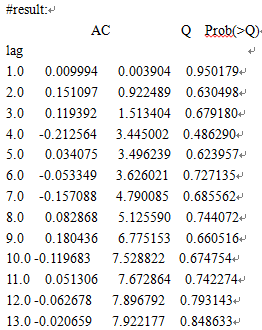 #result:↵
AC Q Prob(>Q)↵
lag
1.0 0.009994 0.003904 0.950179↵
2.0 0.151097 0.922489 0.630498↵
3.0 0.119392 1.513404 0.679180↵
4.0 -0.212564 3.445002 0.486290↵
5.0 0.034075 3.496239 0.623957↵
6.0 -0.053349 3.626021 0.727135↵
7.0 -0.157088 4.790085 0.685562↵
8.0 0.082868 5.125590 0.744072↵
9.0 0.180436 6.775153 0.660516↵
10.0 -0.119683 7.528822 0.674754↵
11.0 0.051306 7.672864 0.742274↵
12.0 -0.062678 7.896792 0.793143↵
13.0 -0.020659 7.922177 0.848633↵